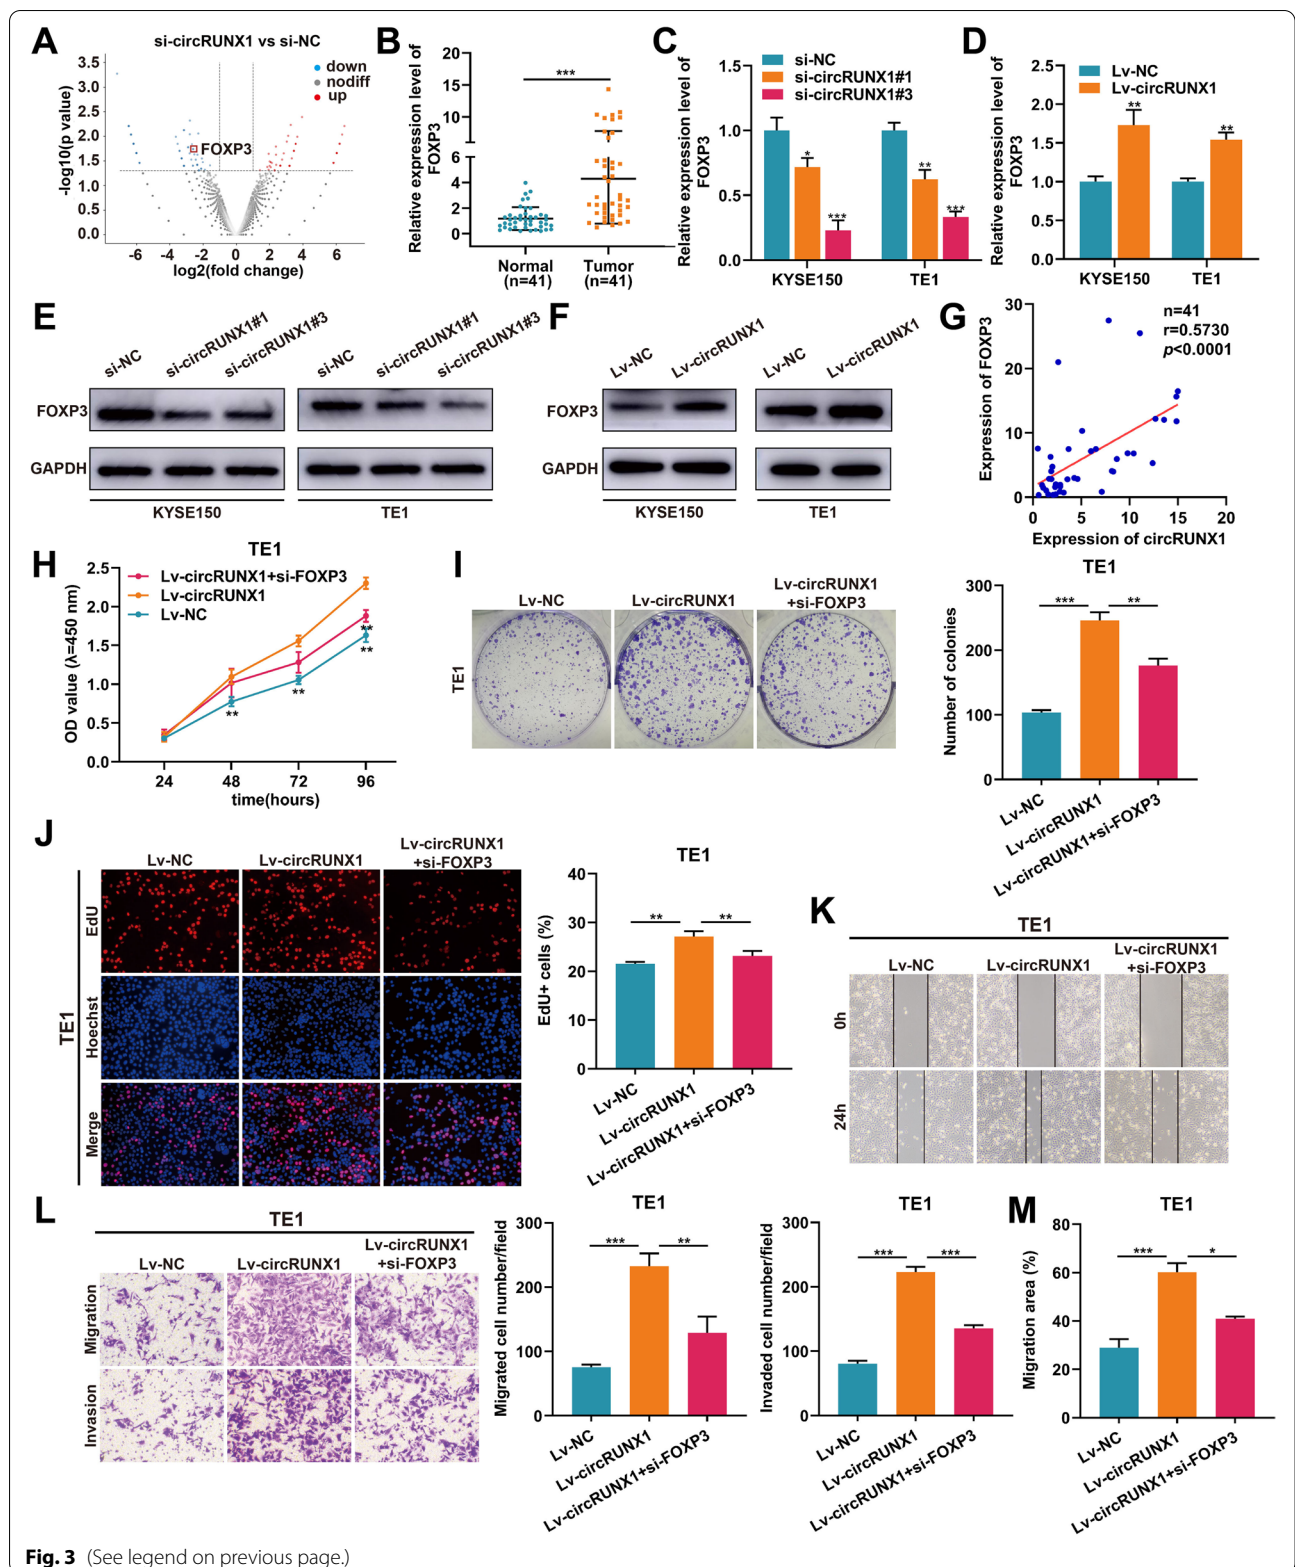 A
si-circRUNX1 vs si-NC
down
nodiff
up
FOXP3
-log10(p value)
3.5
3.0
2.5
2.0
1.5
1.0
0.5
0.0
-6
-4
-2
0
2
4
6
log2(fold change)
B
Relative expression level of
FOXP3
20
15
10
6
4
2
0
***
Normal
(n=41)
Tumor
(n=41)
C
si-NC
si-circRUNX1#1
si-circRUNX1#3
Relative expression level of
FOXP3
1.5
1.0
0.5
0.0
*
***
**
***
KYSE150
TE1
D
Lv-NC
Lv-circRUNX1
Relative expression level of
FOXP3
2.5
2.0
1.5
1.0
0.5
0.0
**
**
KYSE150
TE1
E
si-NC
si-circRUNX1#1
si-circRUNX1#3
si-NC
si-circRUNX1#1
si-circRUNX1#3
FOXP3
GAPDH
KYSE150
TE1
F
Lv-NC
Lv-circRUNX1
Lv-NC
Lv-circRUNX1
FOXP3
GAPDH
KYSE150
TE1
G
n=41
r=0.5730
p<0.0001
Expression of FOXP3
30
20
10
0
0
5
10
15
20
Expression of circRUNX1
H
TE1
Lv-circRUNX1+si-FOXP3
Lv-circRUNX1
Lv-NC
OD value (λ=450 nm)
2.5
2.0
1.5
1.0
0.5
0.0
**
**
**
**
24
48
72
96
time(hours)
I
Lv-NC
Lv-circRUNX1
Lv-circRUNX1
+si-FOXP3
TE1
TE1
Number of colonies
300
200
100
0
***
**
Lv-NC
Lv-circRUNX1
Lv-circRUNX1+si-FOXP3
J
Lv-NC
Lv-circRUNX1
Lv-circRUNX1
+si-FOXP3
TE1
EdU
Hoechst
Merge
TE1
EdU+ cells (%)
40
30
20
10
0
**
**
Lv-NC
Lv-circRUNX1
Lv-circRUNX1+si-FOXP3
K
TE1
Lv-NC
Lv-circRUNX1
Lv-circRUNX1
+si-FOXP3
0h
24h
L
TE1
Lv-NC
Lv-circRUNX1
Lv-circRUNX1
+si-FOXP3
Migration
Invasion
TE1
Migrated cell number/field
300
200
100
0
***
**
Lv-NC
Lv-circRUNX1
Lv-circRUNX1+si-FOXP3
TE1
Invaded cell number/field
300
200
100
0
***
***
Lv-NC
Lv-circRUNX1
Lv-circRUNX1+si-FOXP3
M
TE1
Migration area (%)
80
60
40
20
0
***
*
Lv-NC
Lv-circRUNX1
Lv-circRUNX1+si-FOXP3
Fig. 3 (See legend on previous page.)